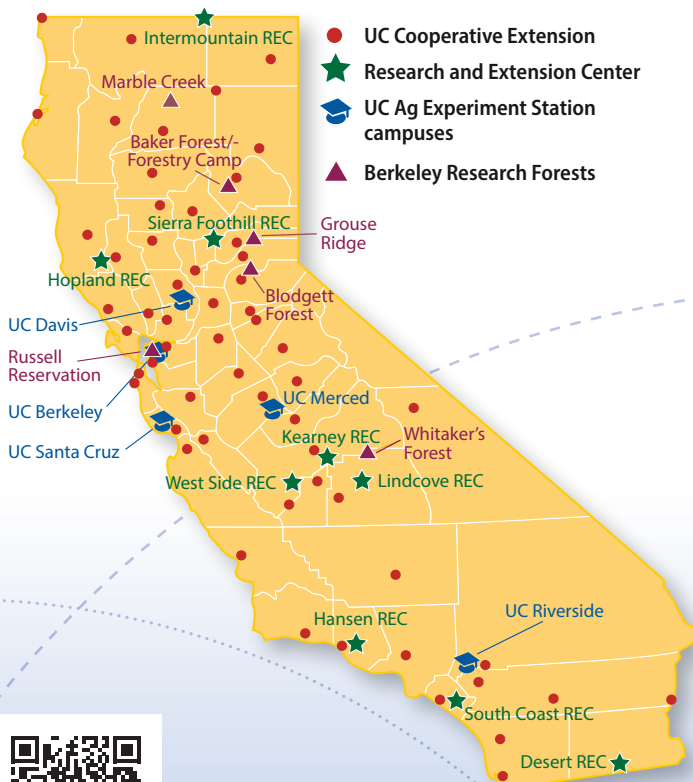 Intermountain REC
UC Cooperative Extension
Research and Extension Center
UC Ag Experiment Station
campuses
Berkeley Research Forests
Marble Creek
Baker Forest/-
Forestry Camp
Sierra Foothill REC
Grouse
Ridge
Hopland REC
Blodgett
Forest
UC Davis
Russell
Reservation
UC Berkeley
UC Merced
UC Santa Cruz
Kearney REC
Whitaker's
Forest
West Side REC
Lindcove REC
Hansen REC
UC Riverside
South Coast REC
Desert REC